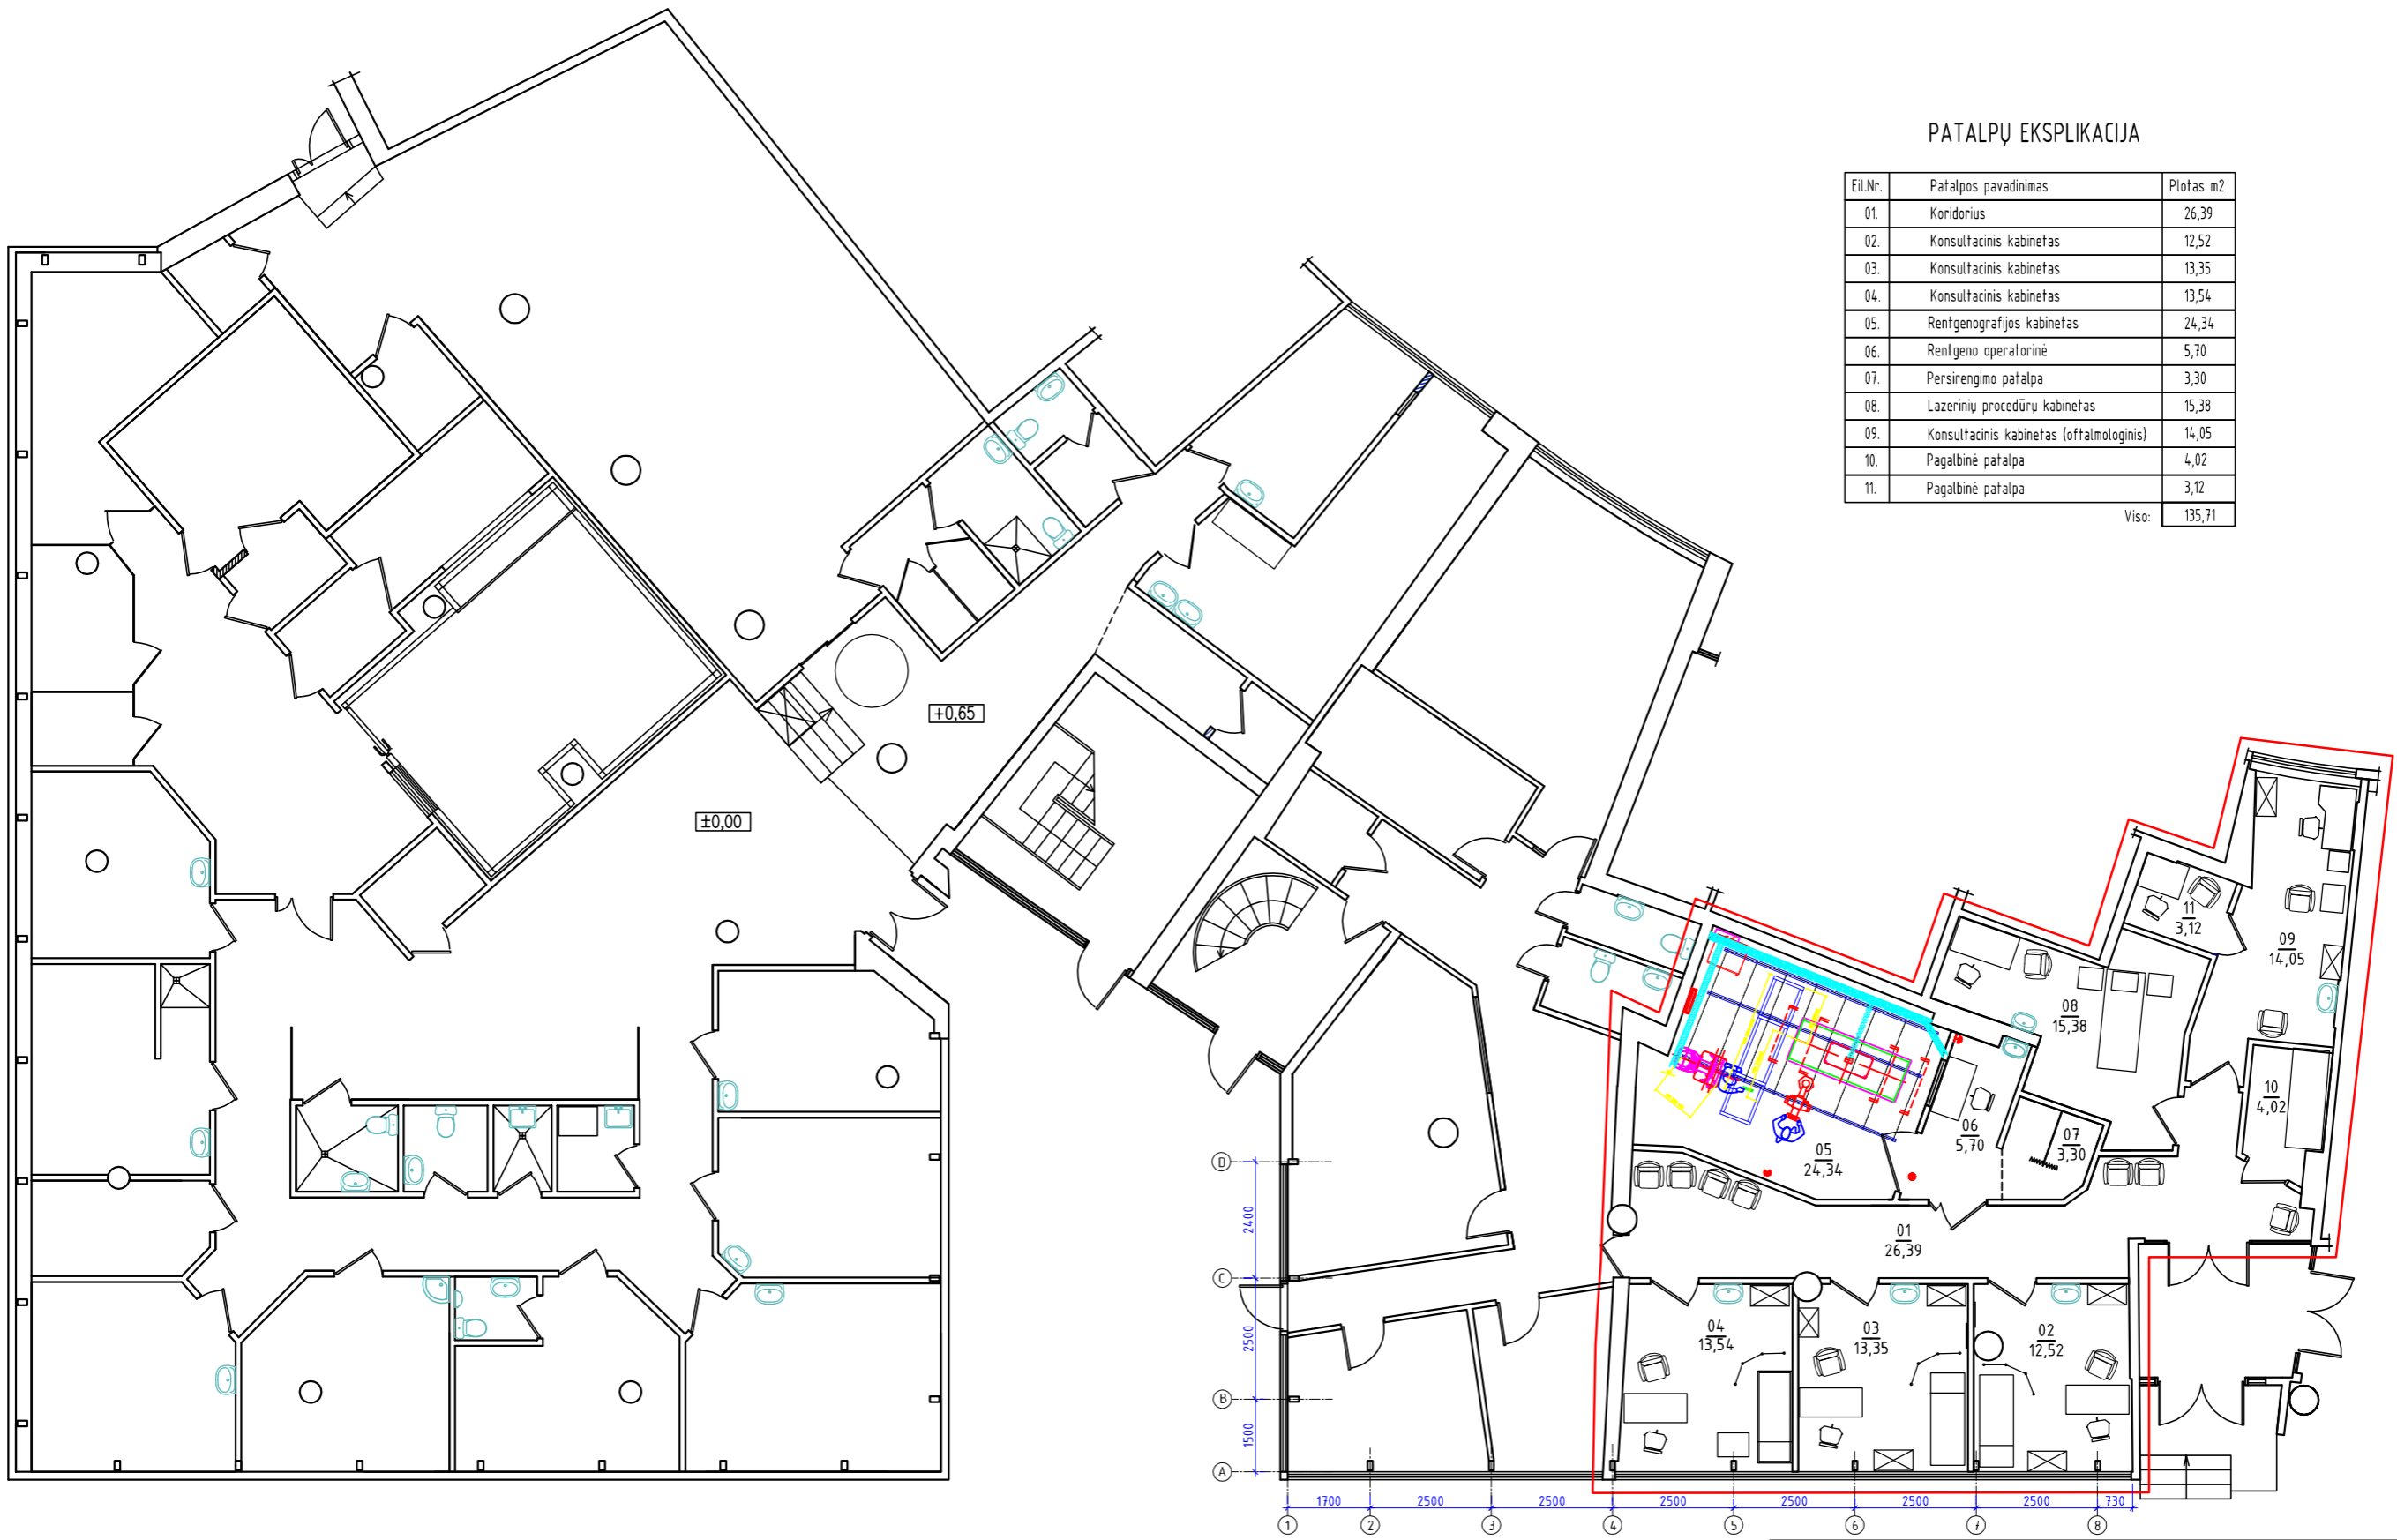 PATALPŲ EKSPLIKACIJA
Eil.Nr. Patalpos pavadinimas Plotas m2
01. Koridorius 26,39
02. Konsultacinis kabinetas 12,52
03. Konsultacinis kabinetas 13,35
04. Konsultacinis kabinetas 13,54
05. Rentgenografijos kabinetas 24,34
06. Rentgeno operatorinė 5,70
07. Persirengimo patalpa 3,30
08. Lazerinių procedūrų kabinetas 15,38
09. Konsultacinis kabinetas (oftalmologinis) 14,05
10. Pagalbinė patalpa 4,02
11. Pagalbinė patalpa 3,12
Viso: 135,71
+0,65
±0,00
11
3,12
09
14,05
08
15,38
10
4,02
06
5,70
07
3,30
05
24,34
01
26,39
04
13,54
03
13,35
02
12,52
D
2400
C
2500
B
1500
A
1700 2500 2500 2500 2500 2500 2500 730
1 2 3 4 5 6 7 8